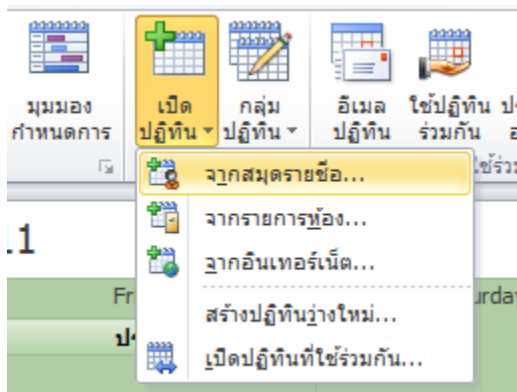 มุมมอง
กำหนดการ
เปิด
ปฏิทิน
กลุ่ม
ปฏิทิน
อีเมล
ปฏิทิน
ใช้ปฏิทิน
ร่วมกัน
จากสมุดรายชื่อ...
จากรายการห้อง...
จากอินเทอร์เน็ต...
สร้างปฏิทินว่างใหม่...
เปิดปฏิทินที่ใช้ร่วมกัน...